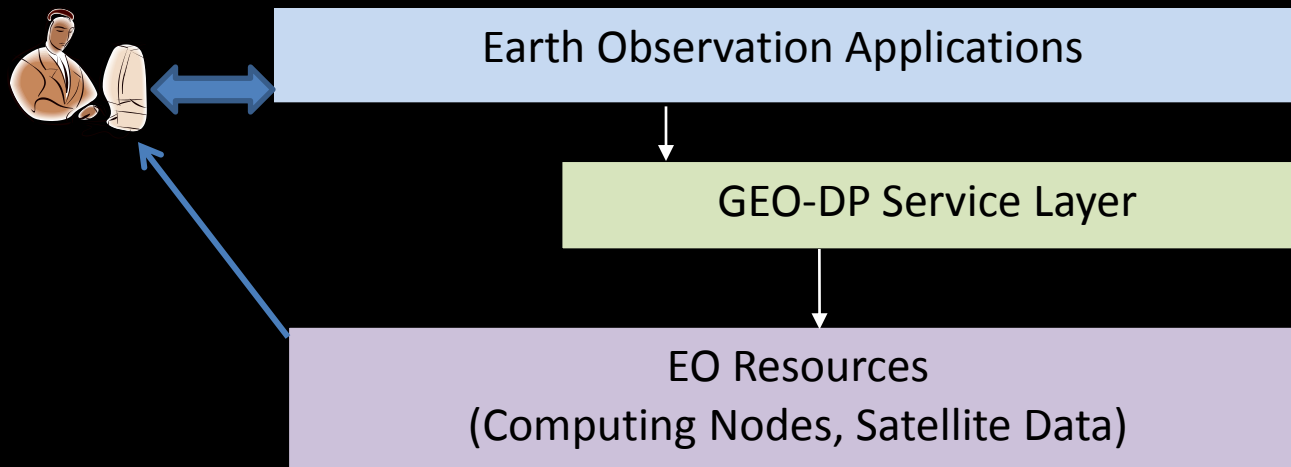 Earth Observation Applications
GEO-DP Service Layer
EO Resources
(Computing Nodes, Satellite Data)